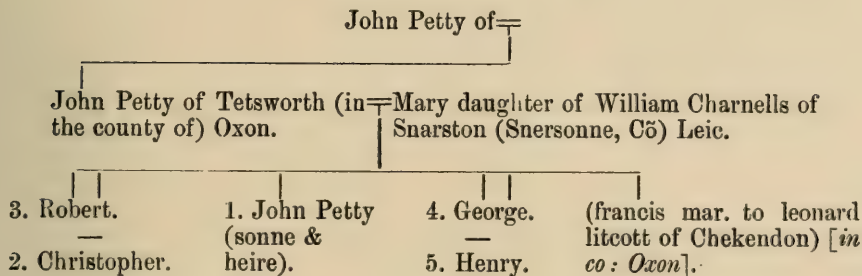 John Petty of
John Petty of Tetsworth (in
the county of) Oxon.
Mary daughter of William Charnells of
Snarston (Snersonne, Cõ) Leic.
3. Robert.
—
2. Christopher.
1. John Petty
(sonne &
heire).
4. George.
—
5. Henry.
(francis mar. to leonard
litcott of Chekendon) [in
co: Oxon].